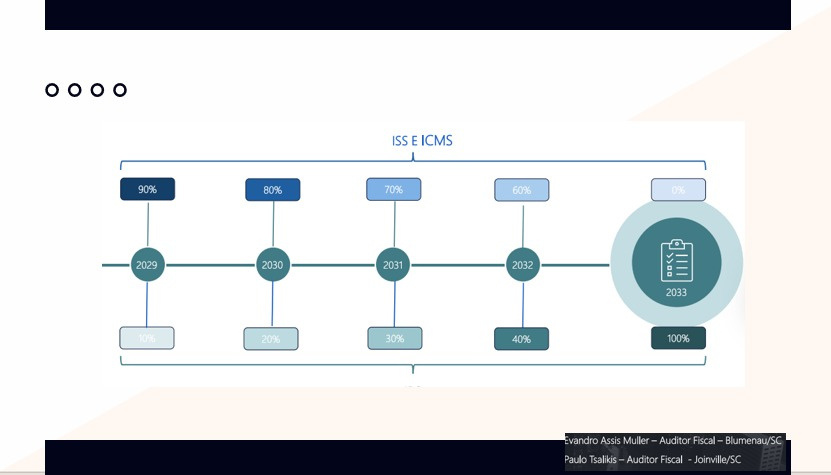 ISS E ICMS
90% 80% 70% 60% 0%
2029 2030 2031 2032 2033
10% 20% 30% 40% 100%
Evandro Assis Muller – Auditor Fiscal – Blumenau/SC
Paulo Tsalikis – Auditor Fiscal - Joinville/SC